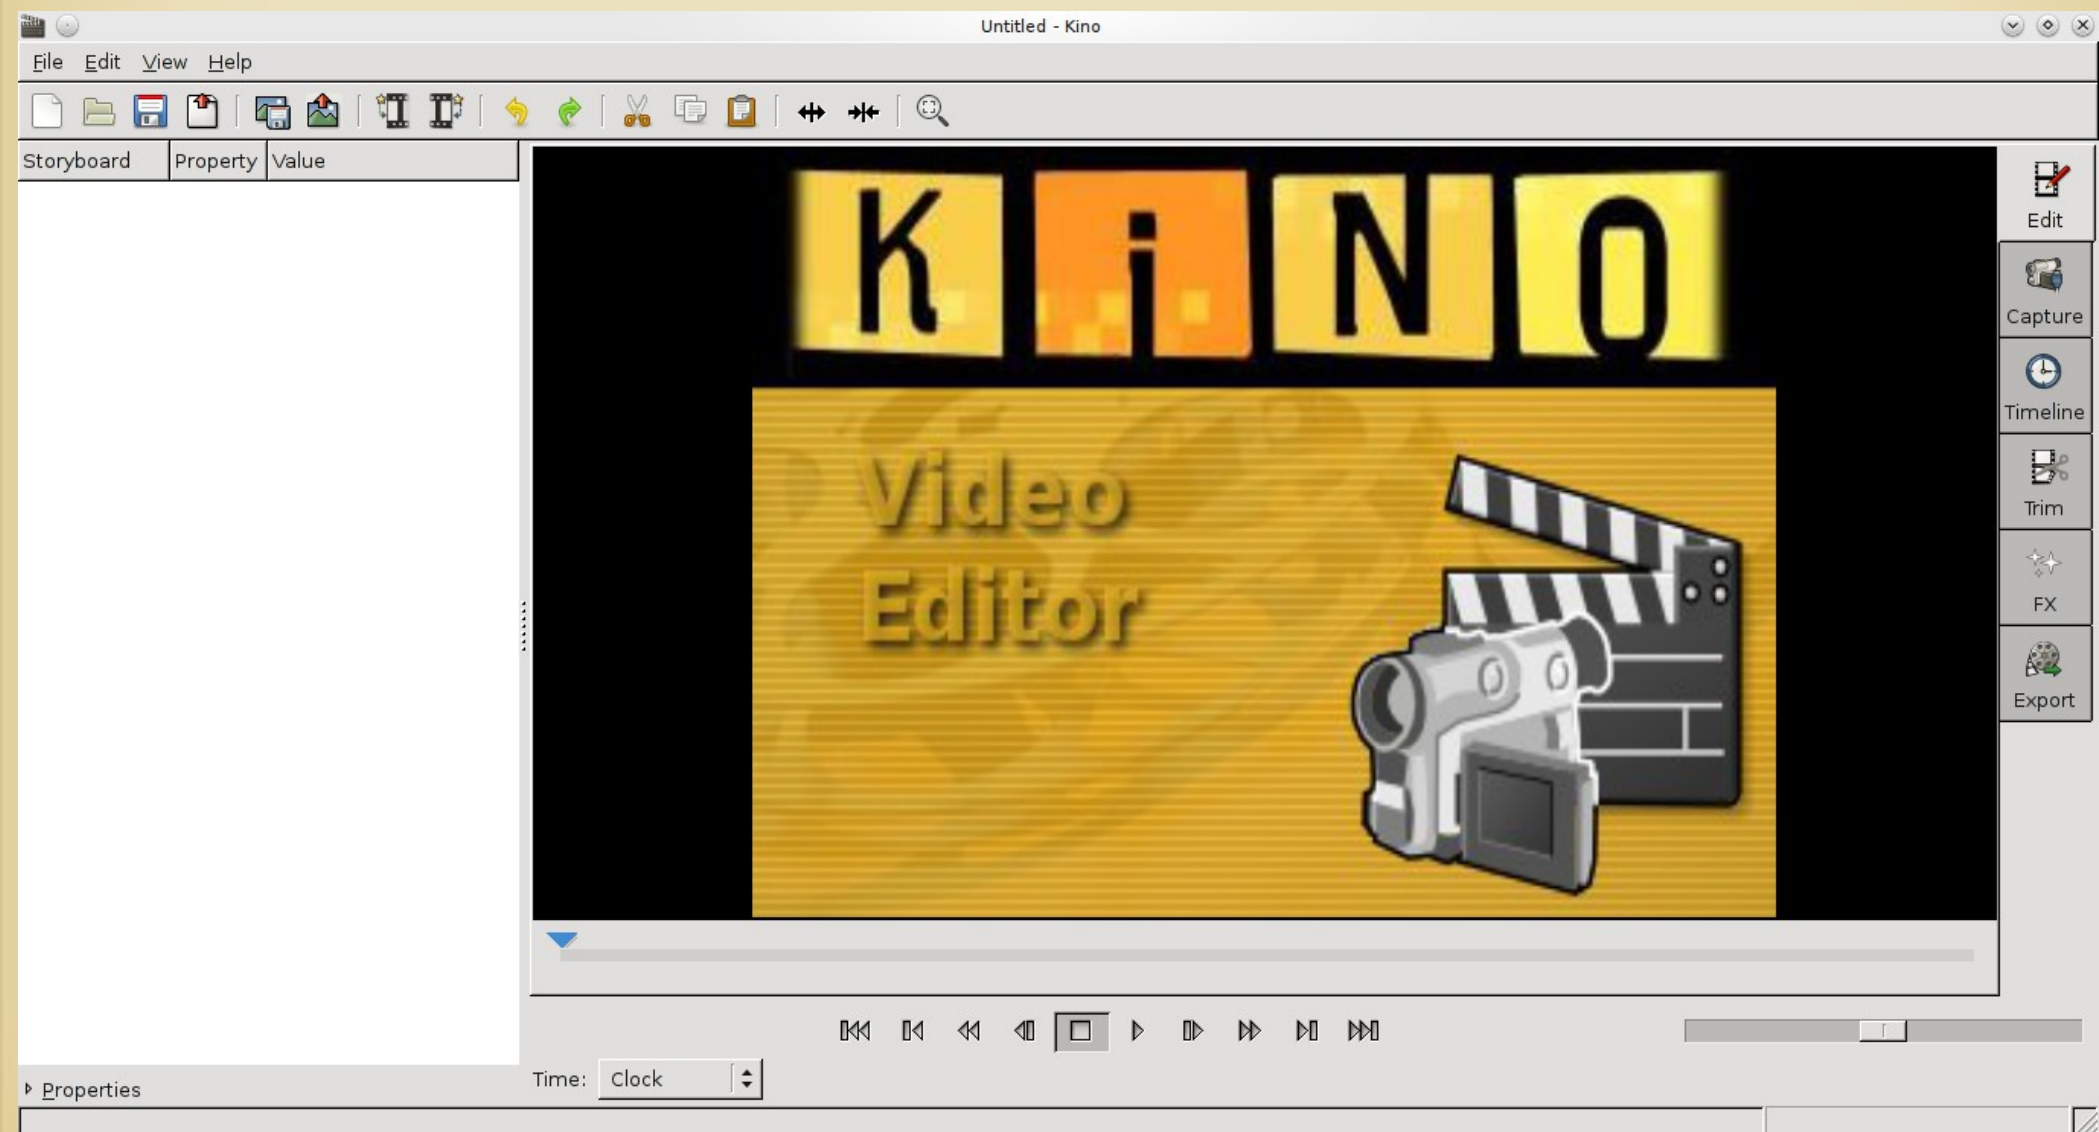 Untitled - Kino
File Edit View Help
Storyboard Property Value
KiNO
Video
Editor
Edit
Capture
Timeline
Trim
FX
Export
Time: Clock
Properties